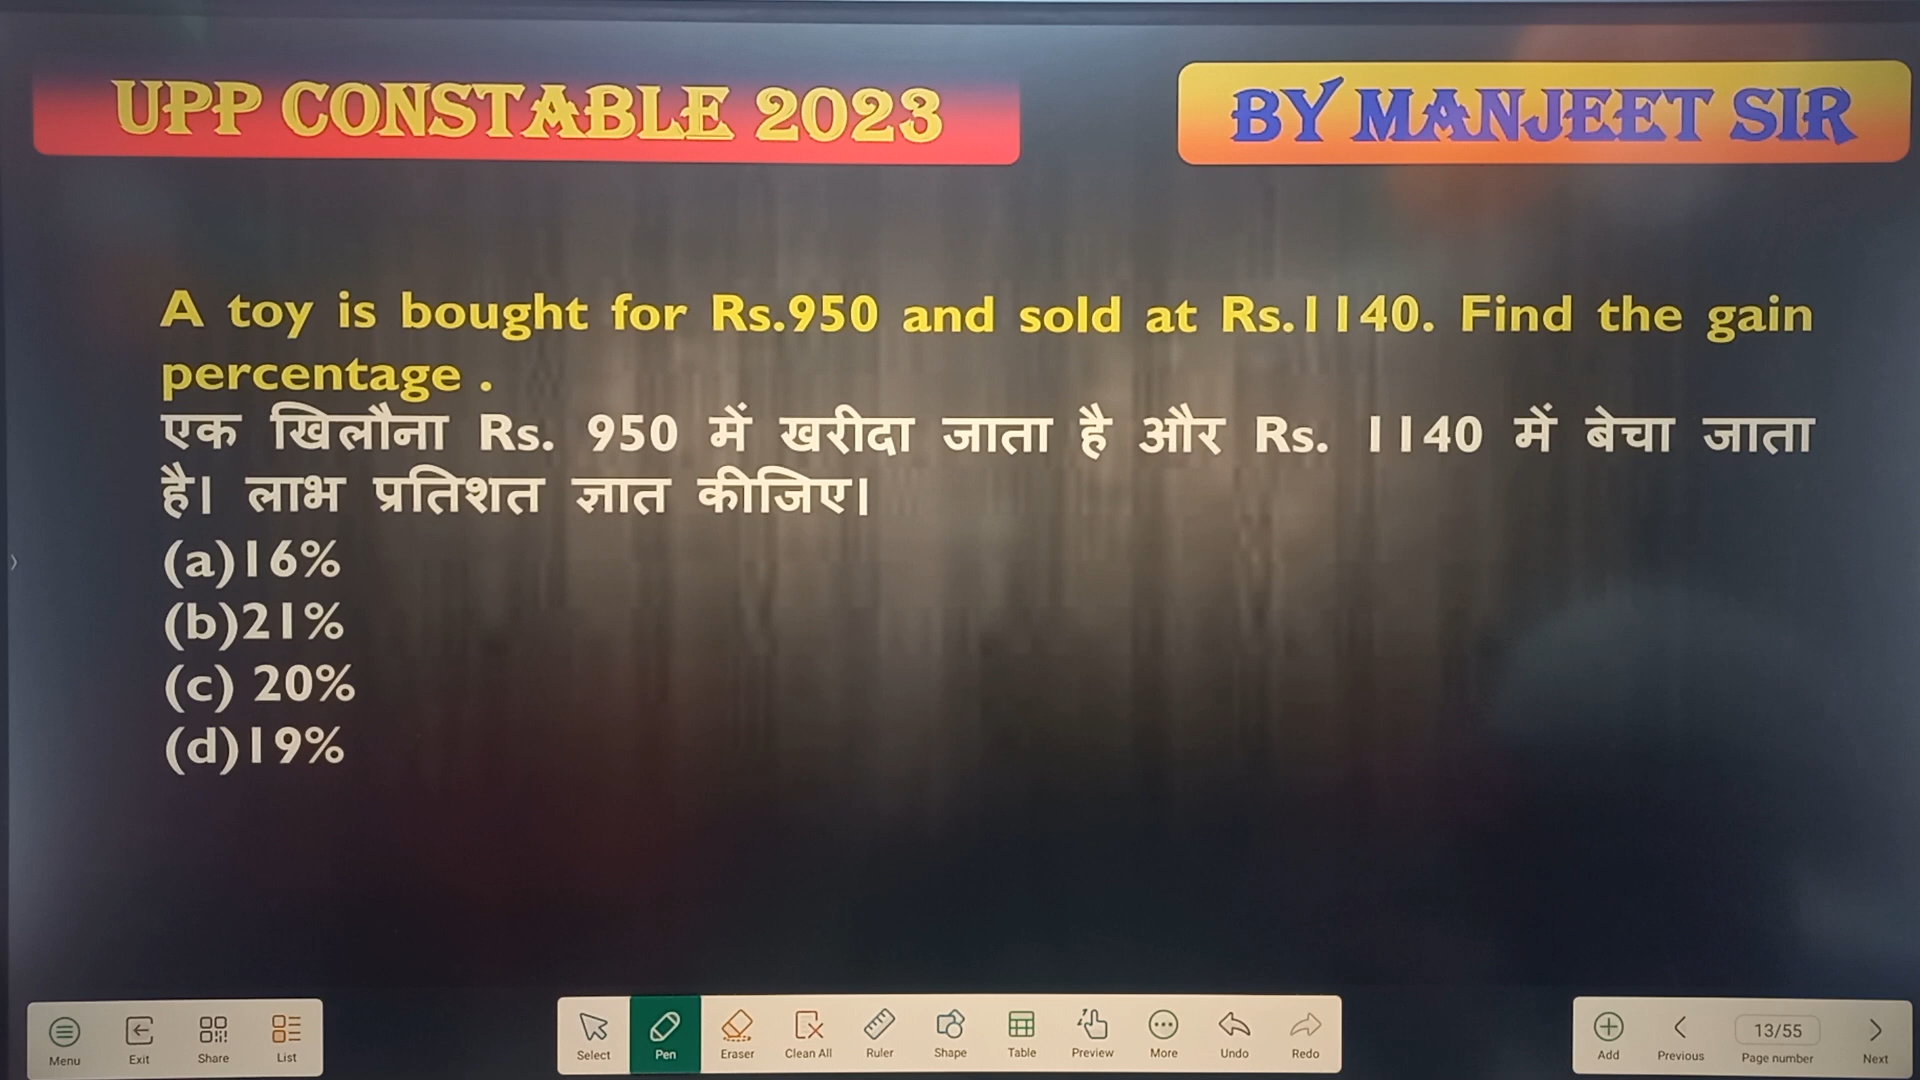 UPP CONSTABLE 2023
BY MANJEET SIR
A toy is bought for Rs.950 and sold at Rs.1140. Find the gain
percentage .
एक खिलौना Rs. 950 में खरीदा जाता है और Rs. 1140 में बेचा जाता
है। लाभ प्रतिशत ज्ञात कीजिए।
(a)16%
(b)21%
(c) 20%
(d)19%
Menu Exit Share List
Select Pen Eraser Clean All Ruler Shape Table Preview More Undo Redo
13/55
Add Previous Page number Next